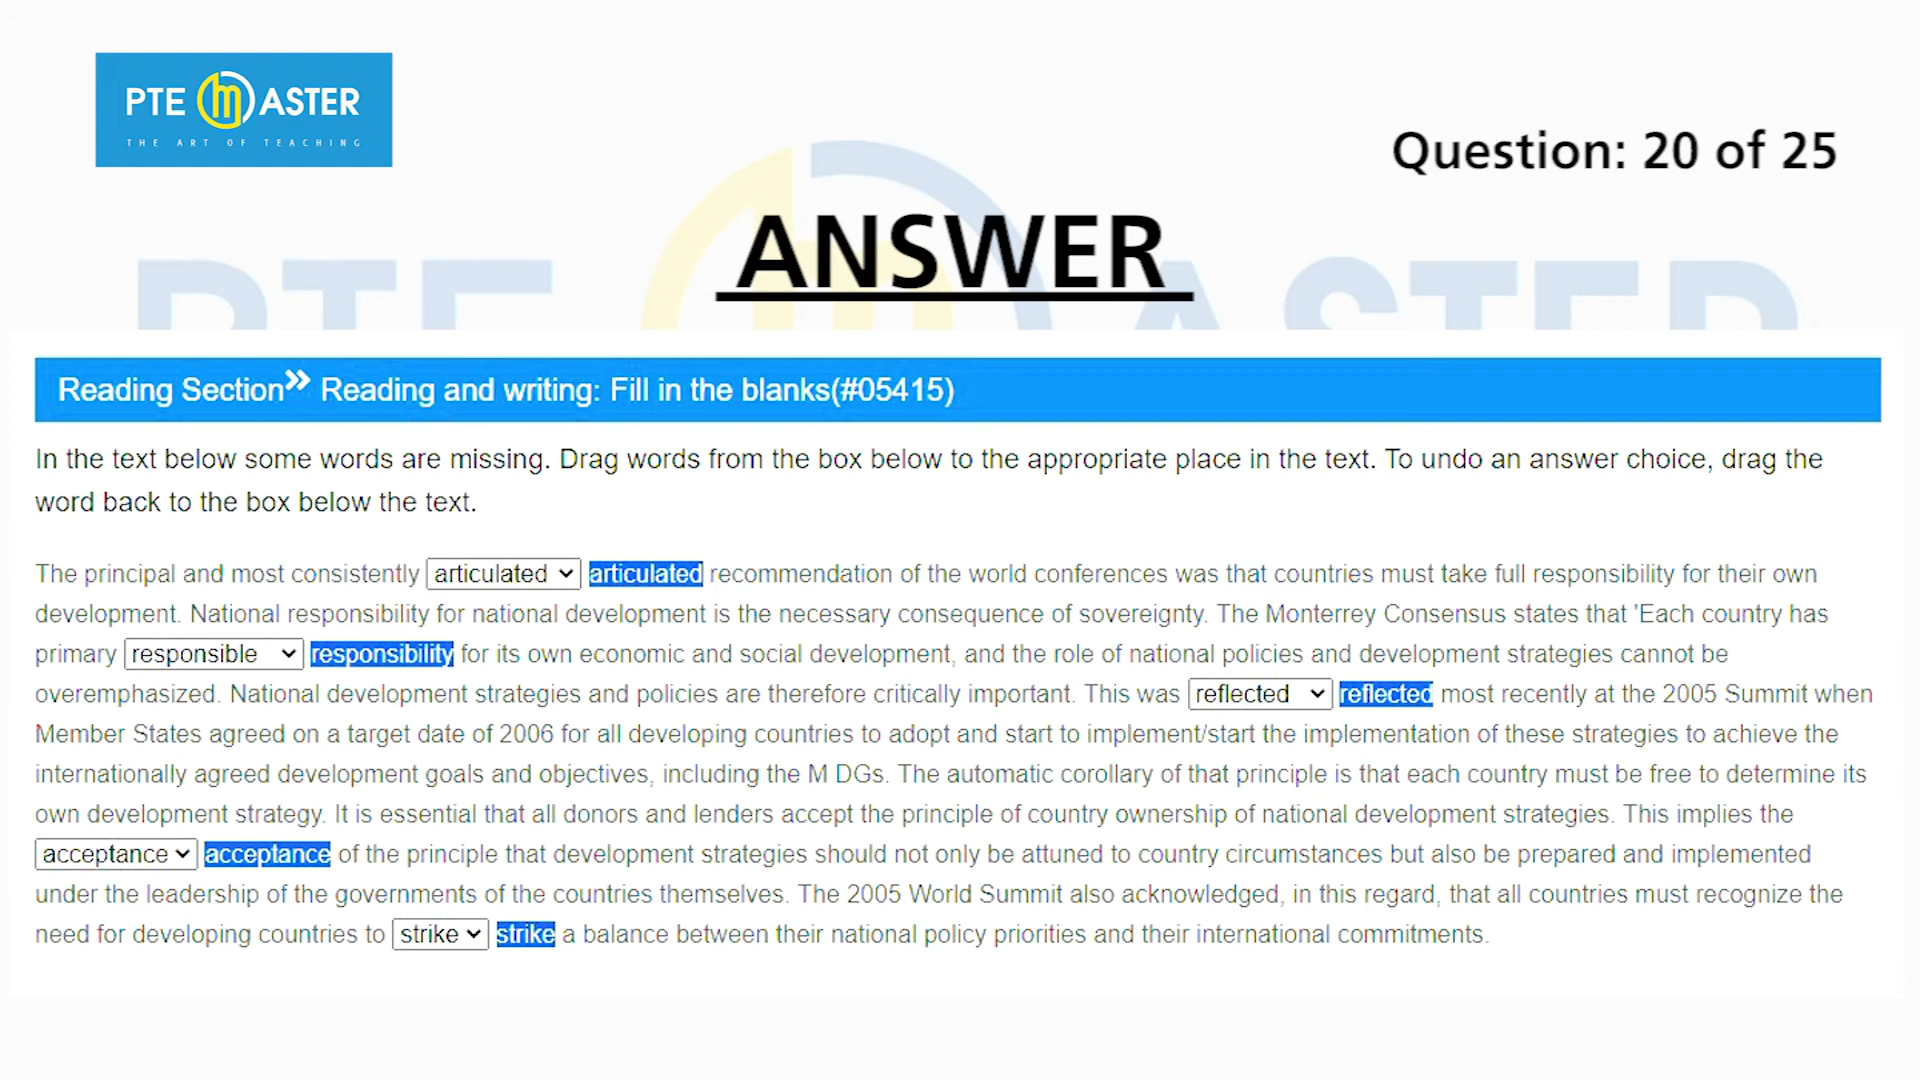 PTE MASTER
THE ART OF TEACHING
Question: 20 of 25
ANSWER
Reading Section» Reading and writing: Fill in the blanks(#05415)
In the text below some words are missing. Drag words from the box below to the appropriate place in the text. To undo an answer choice, drag the
word back to the box below the text.
The principal and most consistently articulated articulated recommendation of the world conferences was that countries must take full responsibility for their own
development. National responsibility for national development is the necessary consequence of sovereignty. The Monterrey Consensus states that 'Each country has
primary responsible responsibility for its own economic and social development, and the role of national policies and development strategies cannot be
overemphasized. National development strategies and policies are therefore critically important. This was reflected reflected most recently at the 2005 Summit when
Member States agreed on a target date of 2006 for all developing countries to adopt and start to implement/start the implementation of these strategies to achieve the
internationally agreed development goals and objectives, including the M DGs. The automatic corollary of that principle is that each country must be free to determine its
own development strategy. It is essential that all donors and lenders accept the principle of country ownership of national development strategies. This implies the
acceptance acceptance of the principle that development strategies should not only be attuned to country circumstances but also be prepared and implemented
under the leadership of the governments of the countries themselves. The 2005 World Summit also acknowledged, in this regard, that all countries must recognize the
need for developing countries to strike strike a balance between their national policy priorities and their international commitments.